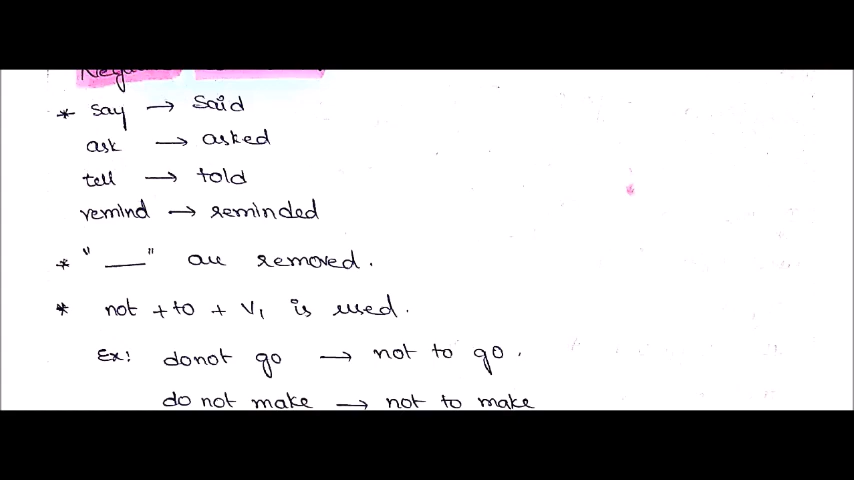 * say → said
ask → asked
tell → told
remind → reminded
* " ___ " are removed.
* not + to + V₁ is used.
Ex: donot go → not to go.
do not make → not to make